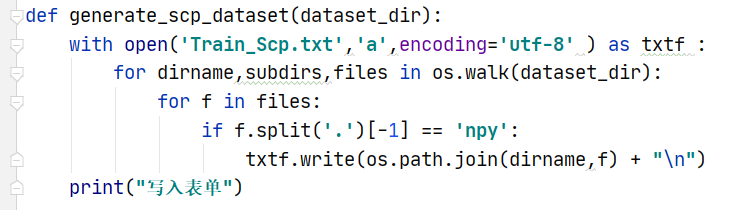 def generate_scp_dataset(dataset_dir):
    with open('Train_Scp.txt','a',encoding='utf-8' ) as txtf :
        for dirname,subdirs,files in os.walk(dataset_dir):
            for f in files:
                if f.split('.')[-1] == 'npy':
                    txtf.write(os.path.join(dirname,f) + "\n")
    print("写入表单")